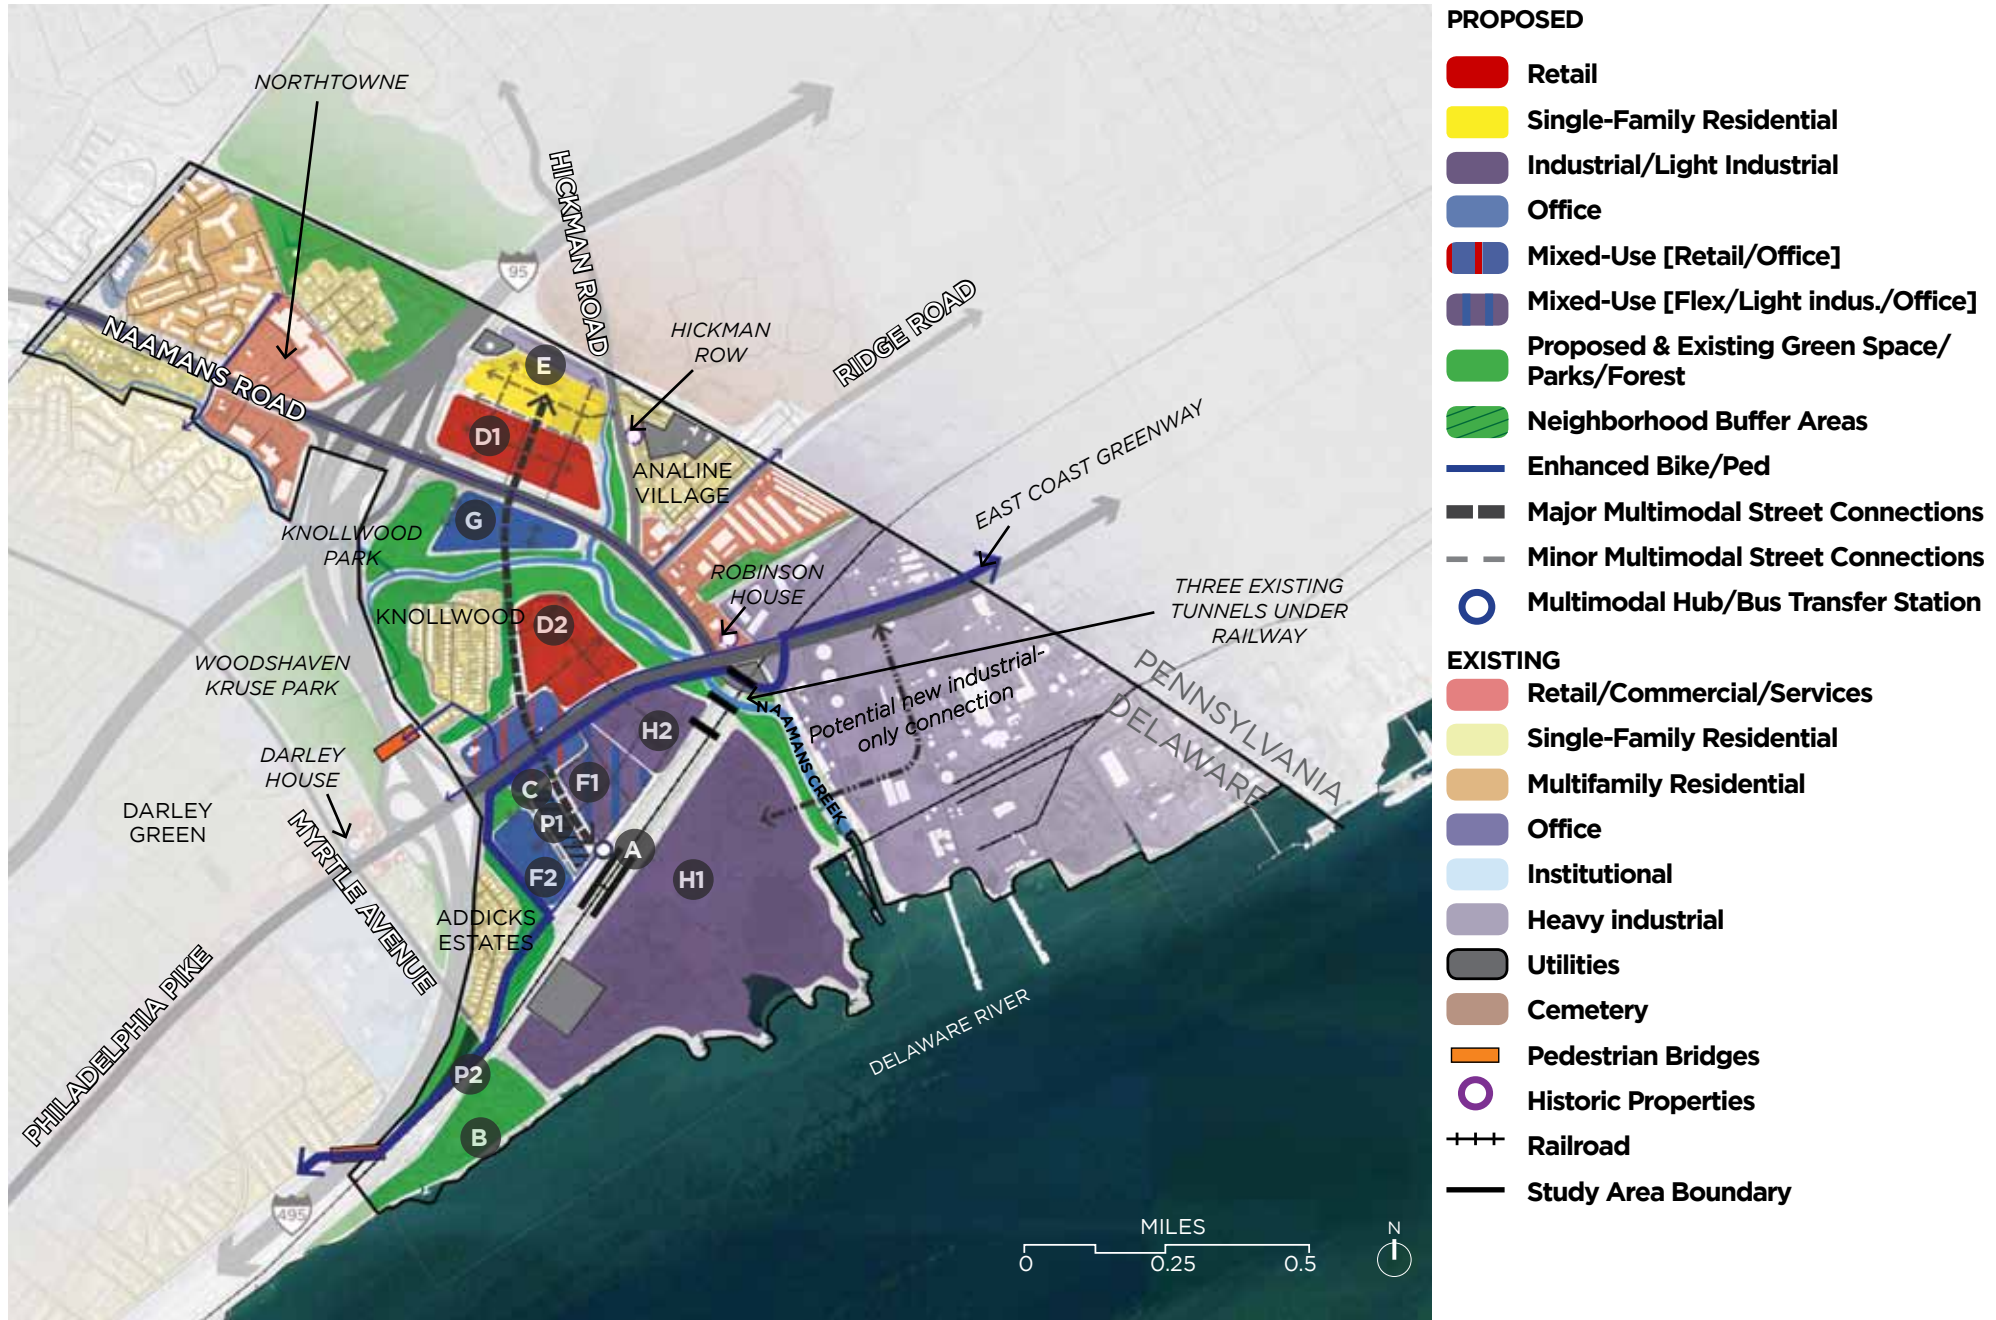 NORTHTOWNE
HICKMAN ROAD
95
NAAMANS ROAD
HICKMAN
ROW
RIDGE ROAD
E
D1
ANALINE
VILLAGE
EAST COAST GREENWAY
G
KNOLLWOOD
PARK
ROBINSON
HOUSE
THREE EXISTING
TUNNELS UNDER
RAILWAY
KNOLLWOOD
D2
WOODSHAVEN
KRUSE PARK
PENNSYLVANIA
DELAWARE
Potential new industrial-
only connection
NAAMANS CREEK
H2
DARLEY
HOUSE
C
F1
DARLEY
GREEN
P1
A
MYRTLE AVENUE
F2
H1
ADDICKS
ESTATES
PHILADELPHIA PIKE
DELAWARE RIVER
P2
B
495
MILES
0
0.25
0.5
N
PROPOSED
Retail
Single-Family Residential
Industrial/Light Industrial
Office
Mixed-Use [Retail/Office]
Mixed-Use [Flex/Light indus./Office]
Proposed & Existing Green Space/
Parks/Forest
Neighborhood Buffer Areas
Enhanced Bike/Ped
Major Multimodal Street Connections
Minor Multimodal Street Connections
Multimodal Hub/Bus Transfer Station
EXISTING
Retail/Commercial/Services
Single-Family Residential
Multifamily Residential
Office
Institutional
Heavy industrial
Utilities
Cemetery
Pedestrian Bridges
Historic Properties
Railroad
Study Area Boundary